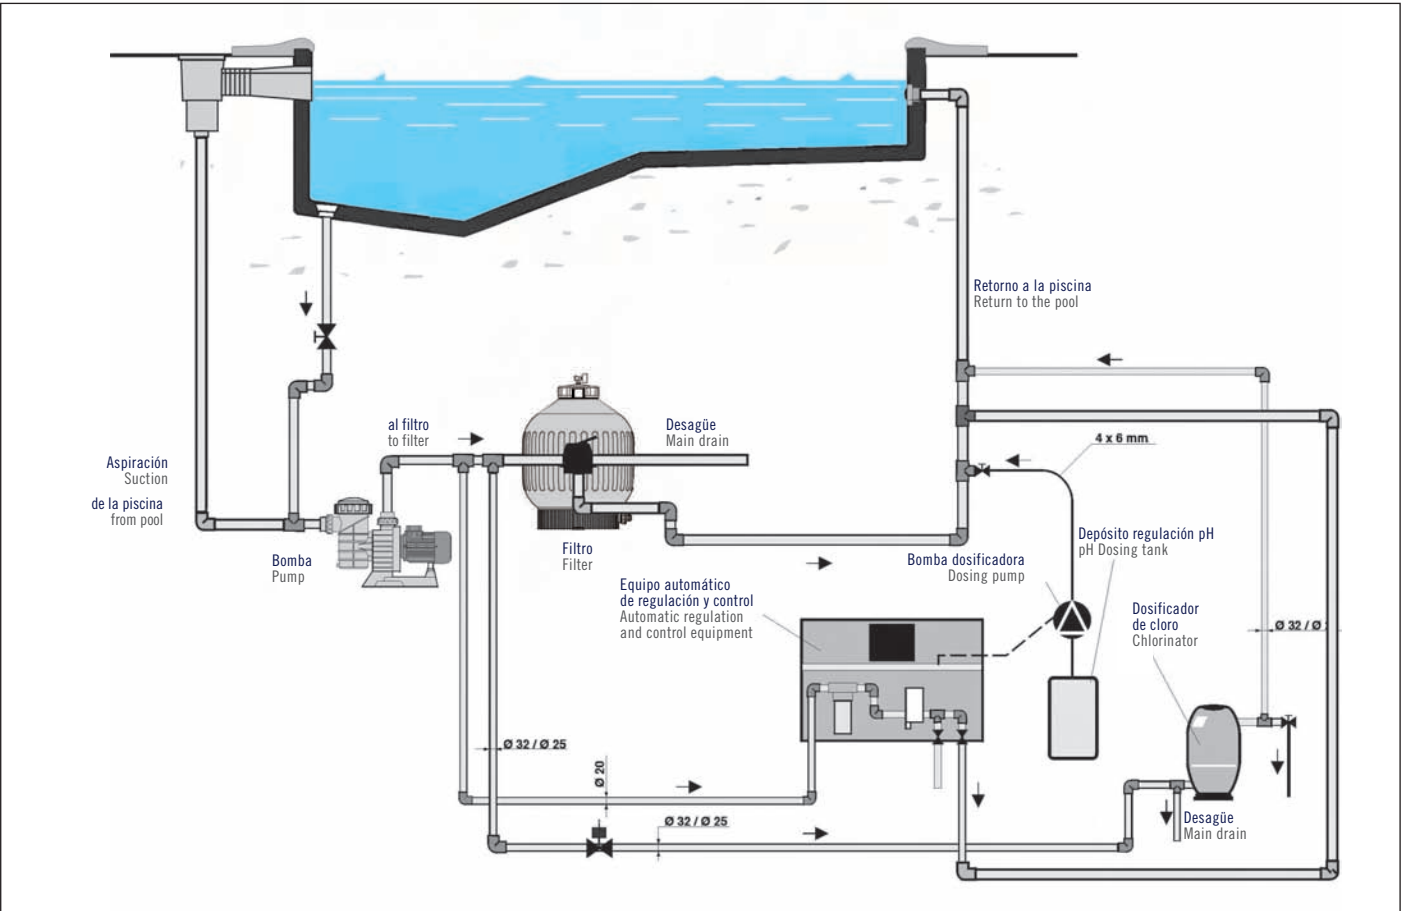 Retorno a la piscina
Return to the pool
al filtro
to filter
Desagüe
Main drain
4 x 6 mm
Aspiración
Suction
de la piscina
from pool
Bomba
Pump
Filtro
Filter
Bomba dosificadora
Dosing pump
Depósito regulación pH
pH Dosing tank
Equipo automático
de regulación y control
Automatic regulation
and control equipment
Dosificador
de cloro
Chlorinator
Ø 32 / Ø
Ø 32 / Ø 25
Ø 20
Ø 32 / Ø 25
Desagüe
Main drain